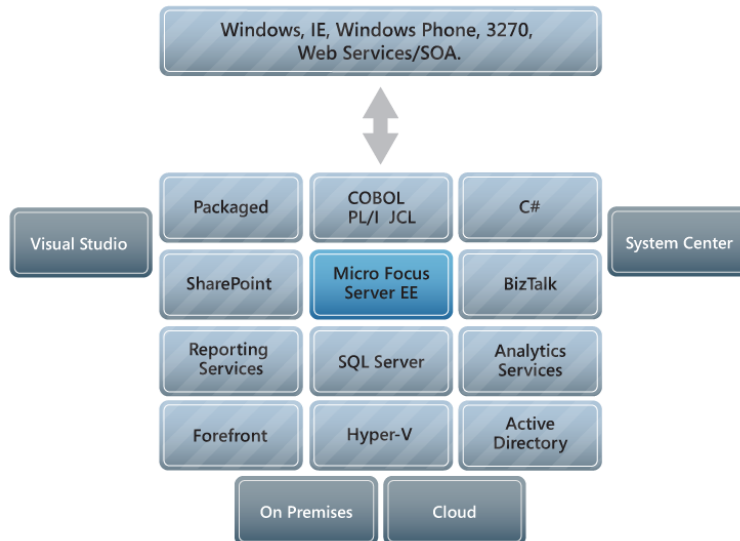 Windows, IE, Windows Phone, 3270,
Web Services/SOA.
Packaged
COBOL
PL/I JCL
C#
Visual Studio
System Center
SharePoint
Micro Focus
Server EE
BizTalk
Reporting
Services
SQL Server
Analytics
Services
Forefront
Hyper-V
Active
Directory
On Premises
Cloud